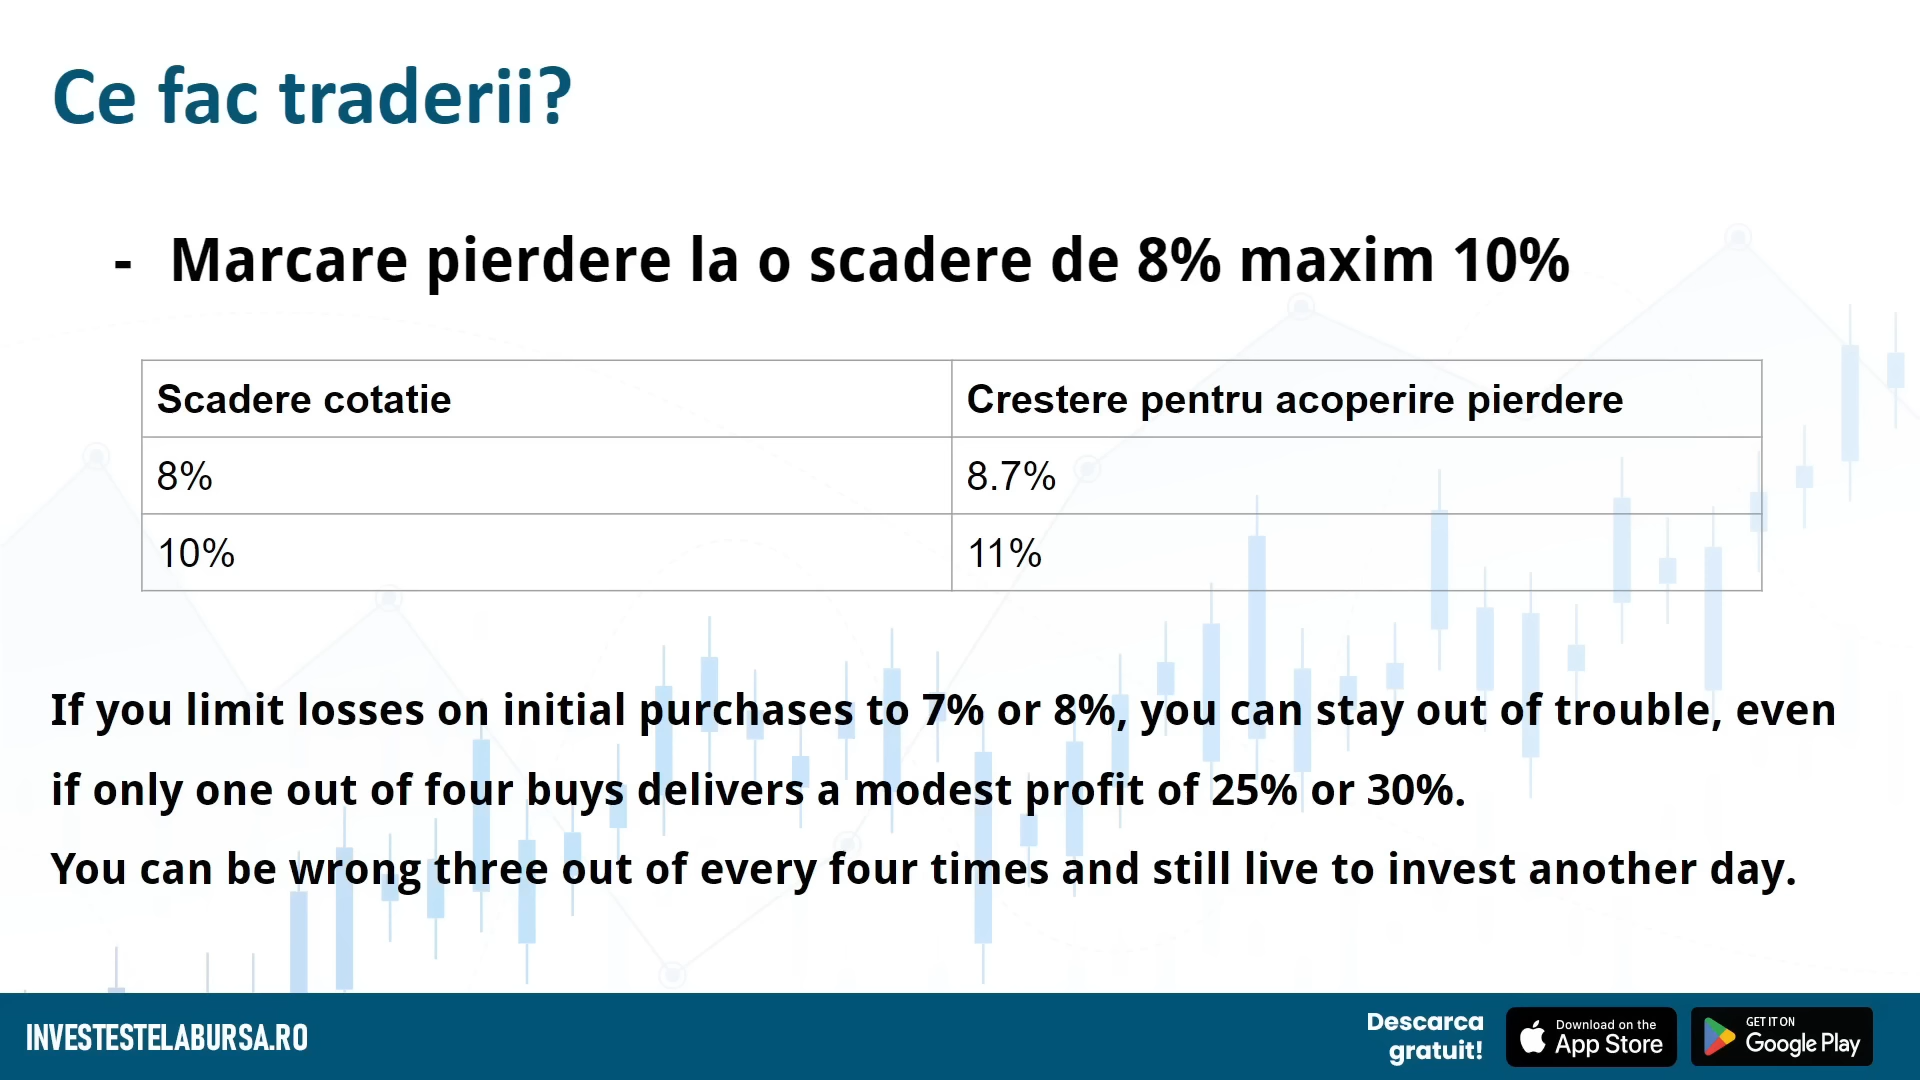 Ce fac traderii?
- Marcare pierdere la o scadere de 8% maxim 10%
Scadere cotatie
Crestere pentru acoperire pierdere
8%
8.7%
10%
11%
If you limit losses on initial purchases to 7% or 8%, you can stay out of trouble, even
if only one out of four buys delivers a modest profit of 25% or 30%.
You can be wrong three out of every four times and still live to invest another day.
INVESTESTELABURSA.RO
Descarca
gratuit!
Download on the
App Store
GET IT ON
Google Play